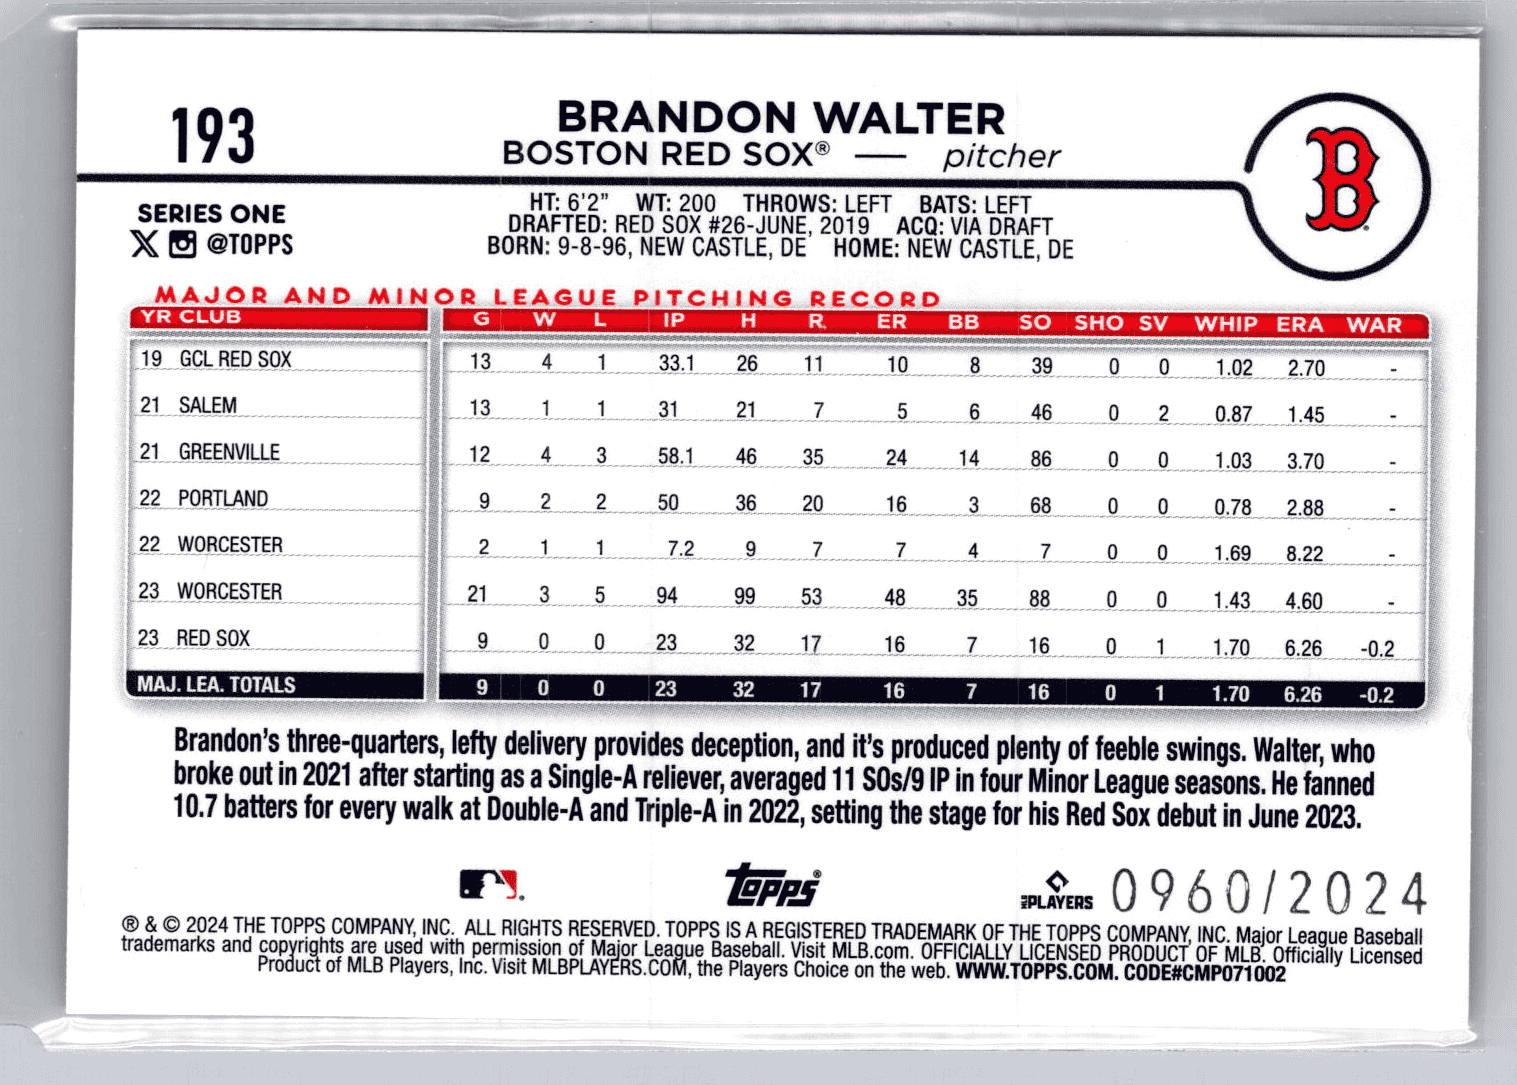 193
BRANDON WALTER
BOSTON RED SOX® — pitcher
B
SERIES ONE
@TOPPS
HT: 6'2" WT: 200 THROWS: LEFT BATS: LEFT
DRAFTED: RED SOX #26-JUNE, 2019 ACQ: VIA DRAFT
BORN: 9-8-96, NEW CASTLE, DE HOME: NEW CASTLE, DE
MAJOR AND MINOR LEAGUE PITCHING RECORD
YR CLUB G W L IP H R. ER BB SO SHO SV WHIP ERA WAR
19 GCL RED SOX 13 4 1 33.1 26 11 10 8 39 0 0 1.02 2.70 -
21 SALEM 13 1 1 31 21 7 5 6 46 0 2 0.87 1.45 -
21 GREENVILLE 12 4 3 58.1 46 35 24 14 86 0 0 1.03 3.70 -
22 PORTLAND 9 2 2 50 36 20 16 3 68 0 0 0.78 2.88 -
22 WORCESTER 2 1 1 7.2 9 7 7 4 7 0 0 1.69 8.22 -
23 WORCESTER 21 3 5 94 99 53 48 35 88 0 0 1.43 4.60 -
23 RED SOX 9 0 0 23 32 17 16 7 16 0 1 1.70 6.26 -0.2
MAJ. LEA. TOTALS 9 0 0 23 32 17 16 7 16 0 1 1.70 6.26 -0.2
Brandon's three-quarters, lefty delivery provides deception, and it's produced plenty of feeble swings. Walter, who
broke out in 2021 after starting as a Single-A reliever, averaged 11 SOs/9 IP in four Minor League seasons. He fanned
10.7 batters for every walk at Double-A and Triple-A in 2022, setting the stage for his Red Sox debut in June 2023.
topps® MLB PLAYERS 0960/2024
® & © 2024 THE TOPPS COMPANY, INC. ALL RIGHTS RESERVED. TOPPS IS A REGISTERED TRADEMARK OF THE TOPPS COMPANY, INC. Major League Baseball
trademarks and copyrights are used with permission of Major League Baseball. Visit MLB.com. OFFICIALLY LICENSED PRODUCT OF MLB. Officially Licensed
Product of MLB Players, Inc. Visit MLBPLAYERS.COM, the Players Choice on the web. WWW.TOPPS.COM. CODE#CMP071002